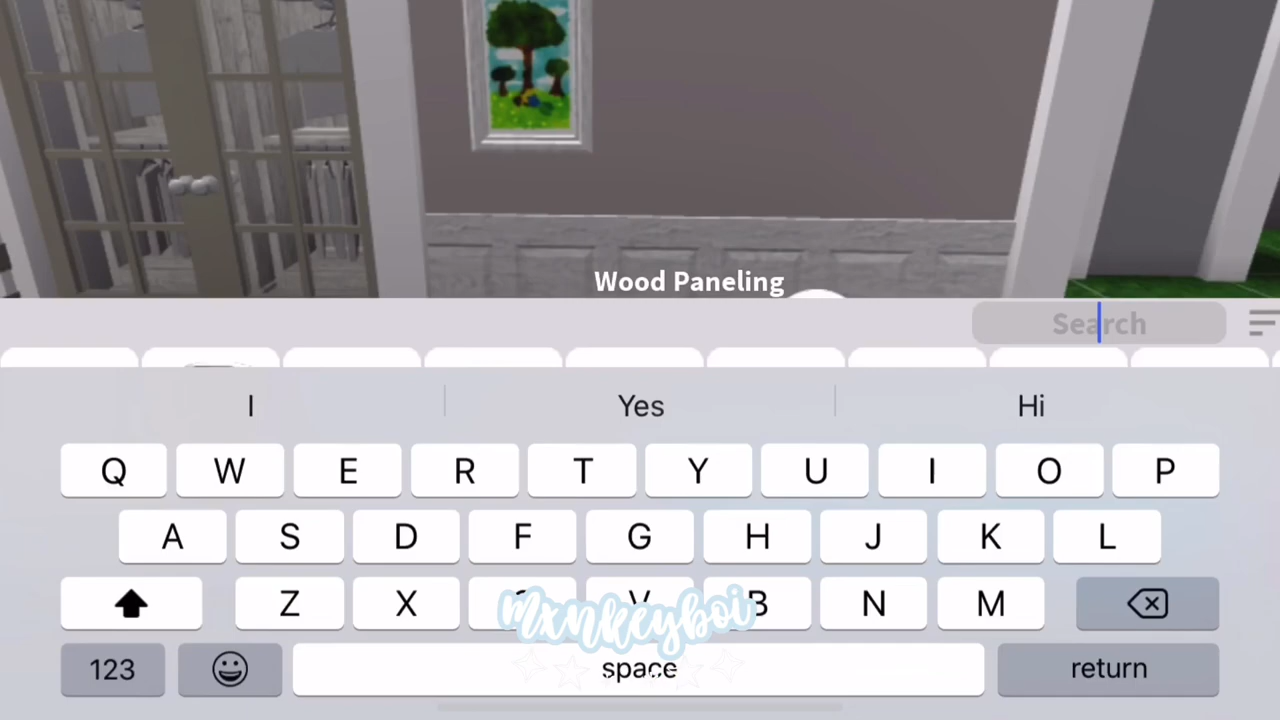 Wood Paneling
Search
I Yes Hi
Q W E R T Y U I O P
A S D F G H J K L
Z X V B N M
mxnkeyboi
123 space return